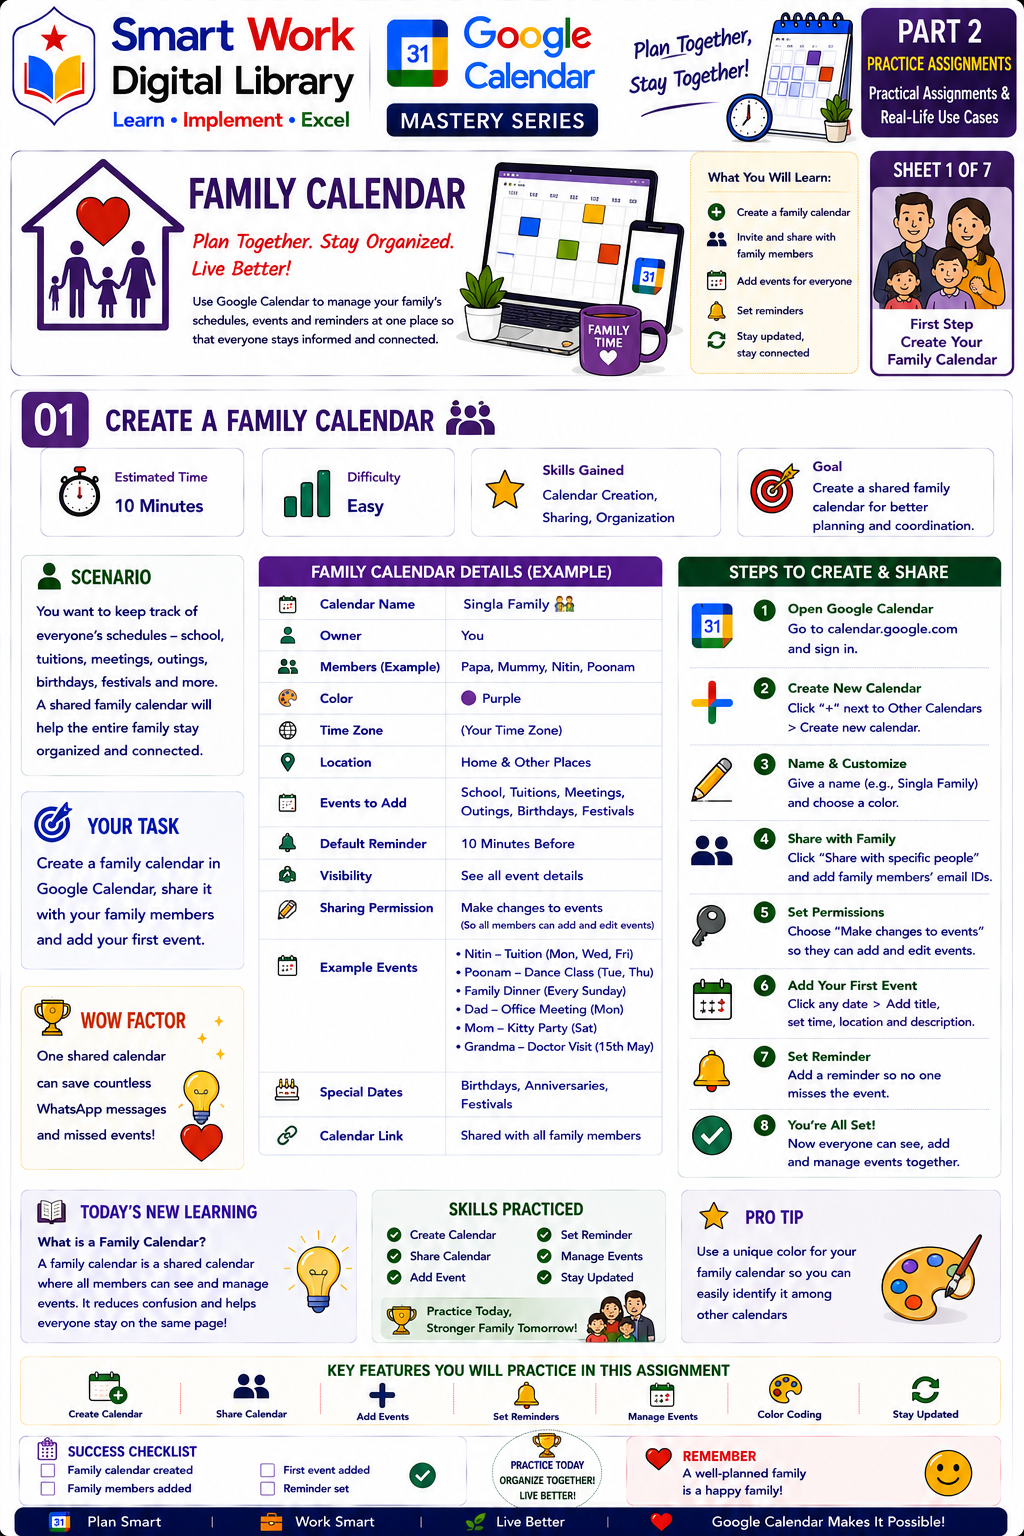 Smart Work
Digital Library
Learn • Implement • Excel
31
Google
Calendar
MASTERY SERIES
Plan Together,
Stay Together!
PART 2
PRACTICE ASSIGNMENTS
Practical Assignments &
Real-Life Use Cases
FAMILY CALENDAR
Plan Together. Stay Organized.
Live Better!
Use Google Calendar to manage your family's
schedules, events and reminders at one place so
that everyone stays informed and connected.
31
FAMILY
TIME
What You Will Learn:
Create a family calendar
Invite and share with
family members
Add events for everyone
Set reminders
Stay updated,
stay connected
SHEET 1 OF 7
First Step
Create Your
Family Calendar
01
CREATE A FAMILY CALENDAR
Estimated Time
10 Minutes
Difficulty
Easy
Skills Gained
Calendar Creation,
Sharing, Organization
Goal
Create a shared family
calendar for better
planning and coordination.
SCENARIO
You want to keep track of
everyone's schedules – school,
tuitions, meetings, outings,
birthdays, festivals and more.
A shared family calendar will
help the entire family stay
organized and connected.
YOUR TASK
Create a family calendar in
Google Calendar, share it
with your family members
and add your first event.
WOW FACTOR
One shared calendar
can save countless
WhatsApp messages
and missed events!
FAMILY CALENDAR DETAILS (EXAMPLE)
Calendar Name Singla Family
Owner You
Members (Example) Papa, Mummy, Nitin, Poonam
Color Purple
Time Zone (Your Time Zone)
Location Home & Other Places
Events to Add School, Tuitions, Meetings,
Outings, Birthdays, Festivals
Default Reminder 10 Minutes Before
Visibility See all event details
Sharing Permission Make changes to events
(So all members can add and edit events)
Example Events
• Nitin – Tuition (Mon, Wed, Fri)
• Poonam – Dance Class (Tue, Thu)
• Family Dinner (Every Sunday)
• Dad – Office Meeting (Mon)
• Mom – Kitty Party (Sat)
• Grandma – Doctor Visit (15th May)
Special Dates Birthdays, Anniversaries,
Festivals
Calendar Link Shared with all family members
STEPS TO CREATE & SHARE
31
1 Open Google Calendar
Go to calendar.google.com
and sign in.
2 Create New Calendar
Click "+" next to Other Calendars
> Create new calendar.
3 Name & Customize
Give a name (e.g., Singla Family)
and choose a color.
4 Share with Family
Click "Share with specific people"
and add family members' email IDs.
5 Set Permissions
Choose "Make changes to events"
so they can add and edit events.
6 Add Your First Event
Click any date > Add title,
set time, location and description.
7 Set Reminder
Add a reminder so no one
misses the event.
8 You're All Set!
Now everyone can see, add
and manage events together.
TODAY'S NEW LEARNING
What is a Family Calendar?
A family calendar is a shared calendar
where all members can see and manage
events. It reduces confusion and helps
everyone stay on the same page!
SKILLS PRACTICED
Create Calendar
Share Calendar
Add Event
Set Reminder
Manage Events
Stay Updated
Practice Today,
Stronger Family Tomorrow!
PRO TIP
Use a unique color for your
family calendar so you can
easily identify it among
other calendars
KEY FEATURES YOU WILL PRACTICE IN THIS ASSIGNMENT
Create Calendar
Share Calendar
Add Events
Set Reminders
Manage Events
Color Coding
Stay Updated
SUCCESS CHECKLIST
Family calendar created
Family members added
First event added
Reminder set
PRACTICE TODAY
ORGANIZE TOGETHER!
LIVE BETTER!
REMEMBER
A well-planned family
is a happy family!
31
Plan Smart | Work Smart | Live Better | Google Calendar Makes It Possible!